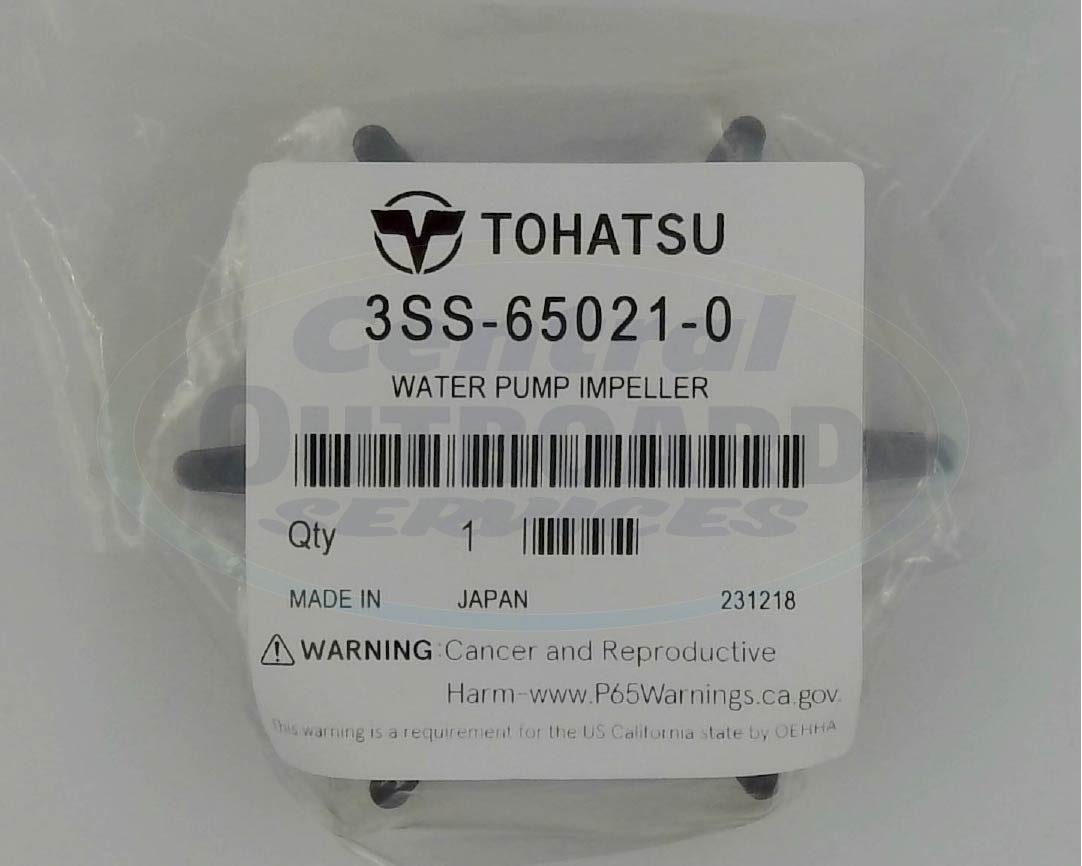 TOHATSU
3SS-65021-0
Central
WATER PUMP IMPELLER
OUTBOARD
SERVICES
Qty 1
MADE IN JAPAN 231218
⚠ WARNING:Cancer and Reproductive
Harm-www.P65Warnings.ca.gov.
This warning is a requirement for the US California state by OEHHA